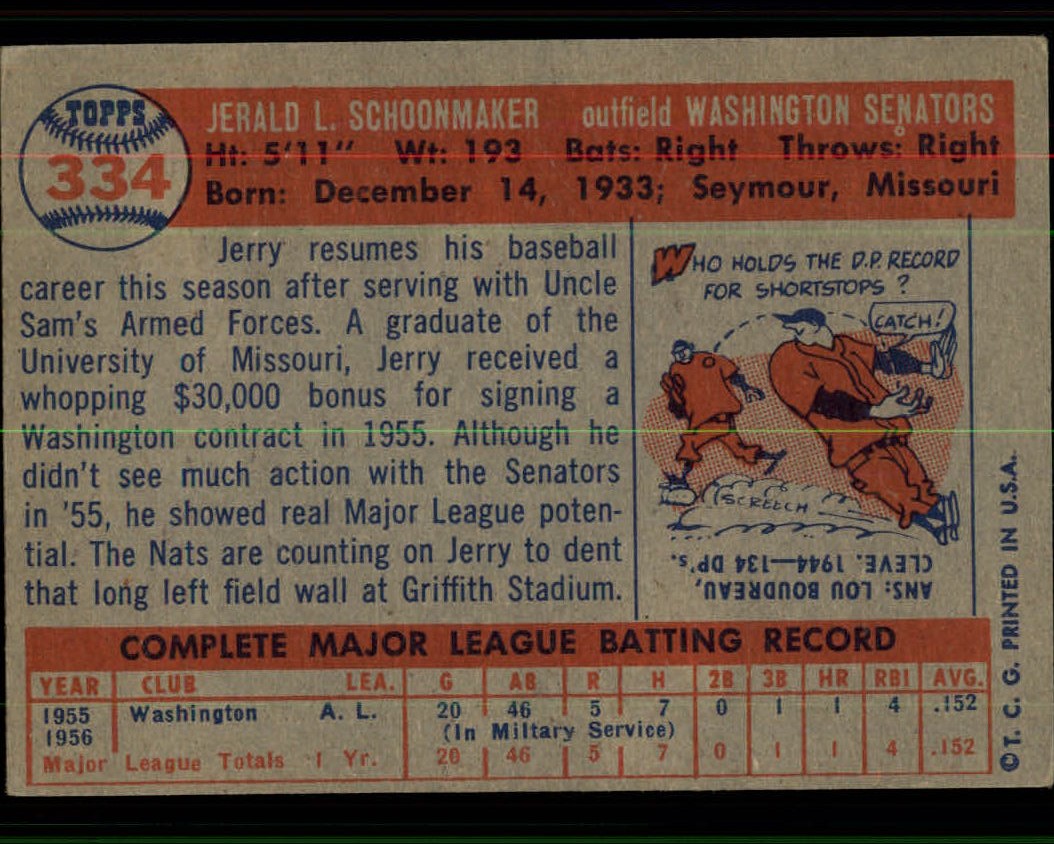 TOPPS
334
JERALD L. SCHOONMAKER outfield WASHINGTON SENATORS
Ht: 5'11" Wt: 193 Bats: Right Throws: Right
Born: December 14, 1933; Seymour, Missouri
Jerry resumes his baseball
career this season after serving with Uncle
Sam's Armed Forces. A graduate of the
University of Missouri, Jerry received a
whopping $30,000 bonus for signing a
Washington contract in 1955. Although he
didn't see much action with the Senators
in '55, he showed real Major League poten-
tial. The Nats are counting on Jerry to dent
that long left field wall at Griffith Stadium.
WHO HOLDS THE D.P. RECORD
FOR SHORTSTOPS ?
CATCH!
SCREECH
ANS: LOU BOUDREAU,
CLEVE. 1944—134 DP's.
COMPLETE MAJOR LEAGUE BATTING RECORD
YEAR CLUB LEA. G AB R H 2B 3B HR RBI AVG.
1955 Washington A. L. 20 46 5 7 0 1 1 4 .152
1956 (In Miltary Service)
Major League Totals 1 Yr. 20 46 5 7 0 1 1 4 .152
© T. C. G. PRINTED IN U.S.A.